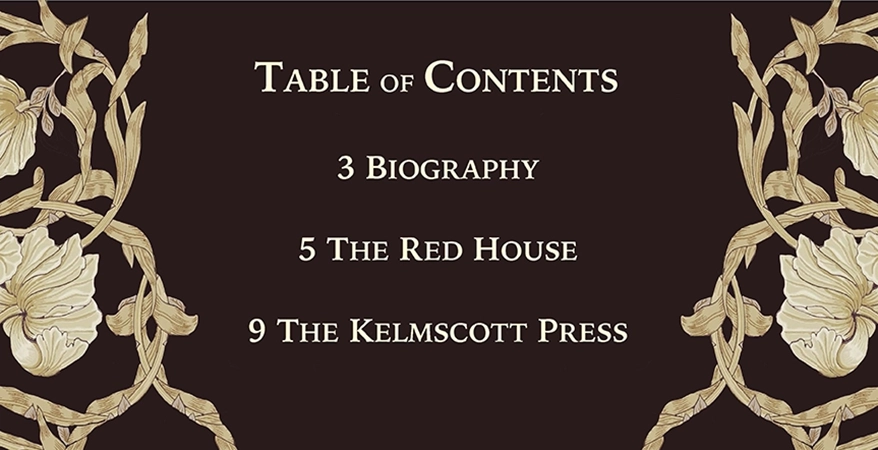 Table of Contents
3 Biography
5 The Red House
9 The Kelmscott Press